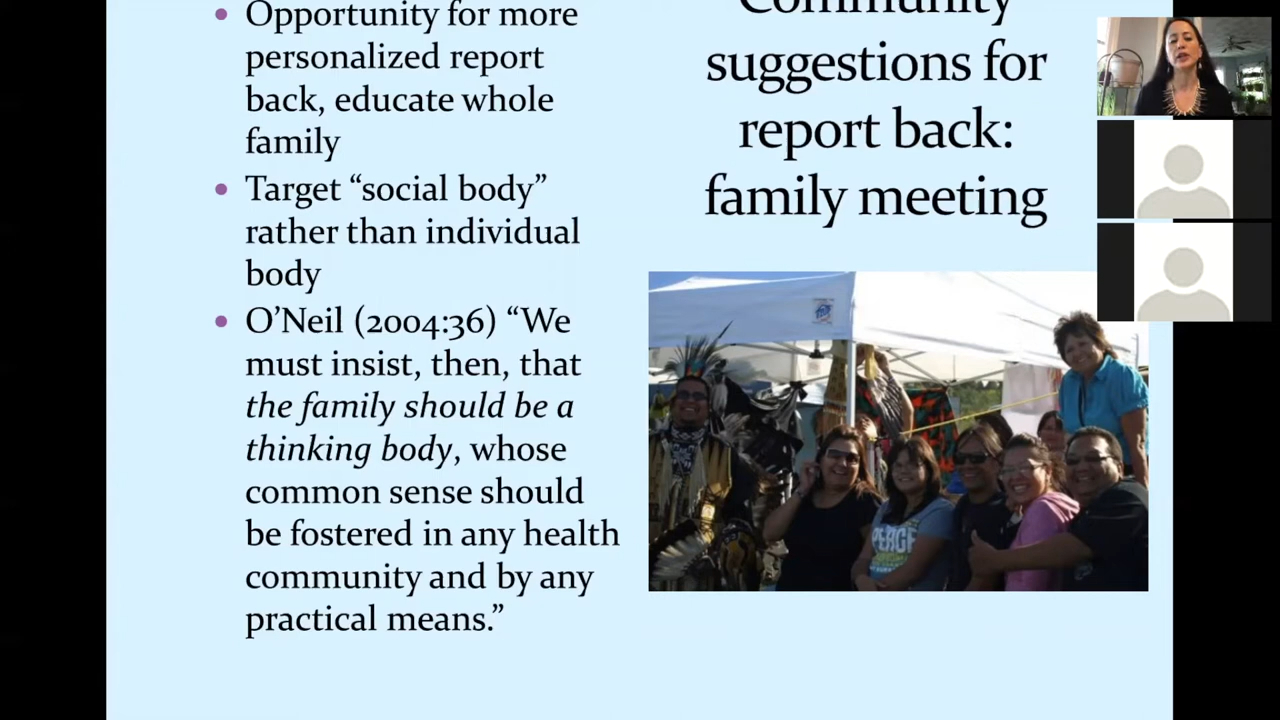 Opportunity for more
personalized report
back, educate whole
family
Target “social body”
rather than individual
body
O’Neil (2004:36) “We
must insist, then, that
the family should be a
thinking body, whose
common sense should
be fostered in any health
community and by any
practical means.”
Community
suggestions for
report back:
family meeting
PEACE